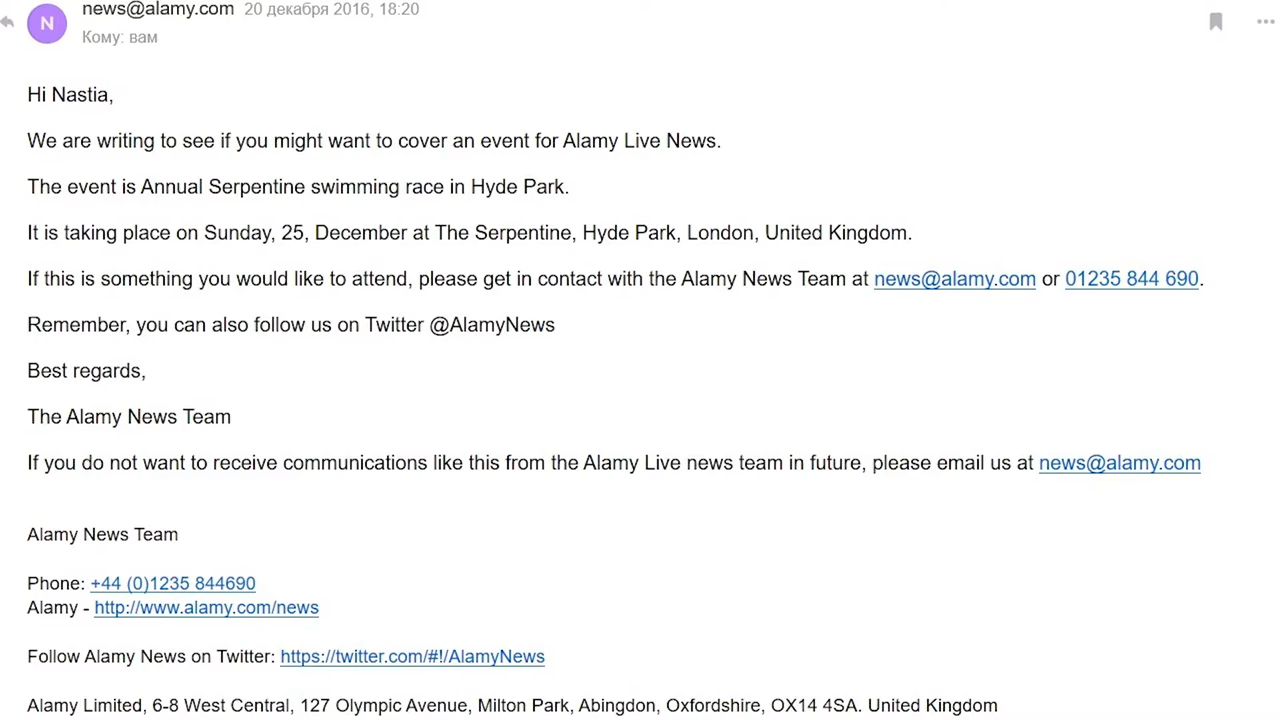 news@alamy.com 20 декабря 2016, 18:20
N
Кому: вам
Hi Nastia,
We are writing to see if you might want to cover an event for Alamy Live News.
The event is Annual Serpentine swimming race in Hyde Park.
It is taking place on Sunday, 25, December at The Serpentine, Hyde Park, London, United Kingdom.
If this is something you would like to attend, please get in contact with the Alamy News Team at news@alamy.com or 01235 844 690.
Remember, you can also follow us on Twitter @AlamyNews
Best regards,
The Alamy News Team
If you do not want to receive communications like this from the Alamy Live news team in future, please email us at news@alamy.com
Alamy News Team
Phone: +44 (0)1235 844690
Alamy - http://www.alamy.com/news
Follow Alamy News on Twitter: https://twitter.com/#!/AlamyNews
Alamy Limited, 6-8 West Central, 127 Olympic Avenue, Milton Park, Abingdon, Oxfordshire, OX14 4SA. United Kingdom